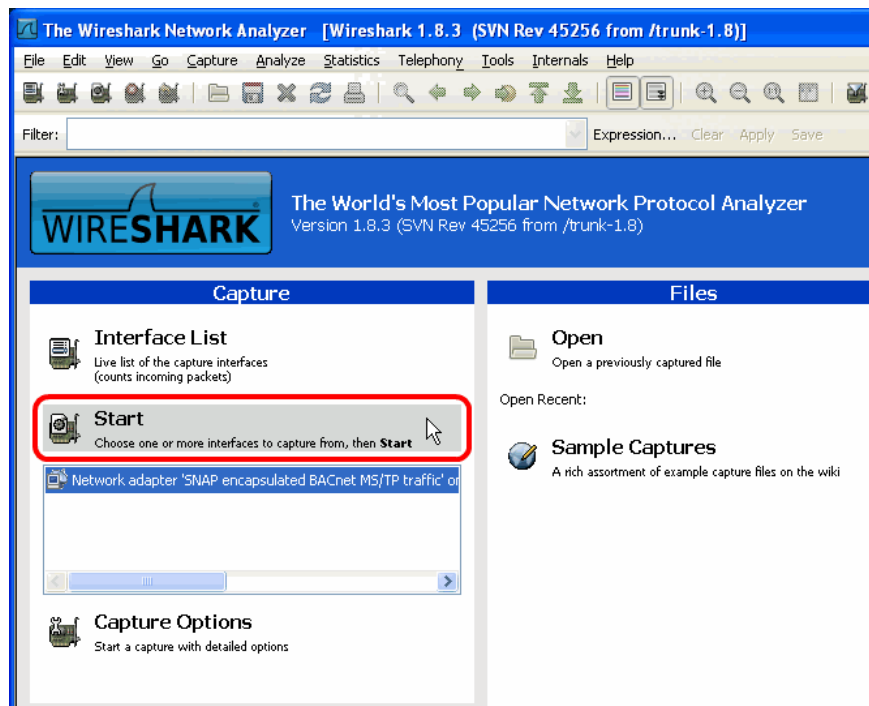 The Wireshark Network Analyzer [Wireshark 1.8.3 (SVN Rev 45256 from /trunk-1.8)]
File Edit View Go Capture Analyze Statistics Telephony Tools Internals Help
Filter: Expression... Clear Apply Save
WIRESHARK
The World's Most Popular Network Protocol Analyzer
Version 1.8.3 (SVN Rev 45256 from /trunk-1.8)
Capture
Interface List
Live list of the capture interfaces
(counts incoming packets)
Start
Choose one or more interfaces to capture from, then Start
Network adapter 'SNAP encapsulated BACnet MS/TP traffic' or
Capture Options
Start a capture with detailed options
Files
Open
Open a previously captured file
Open Recent:
Sample Captures
A rich assortment of example capture files on the wiki